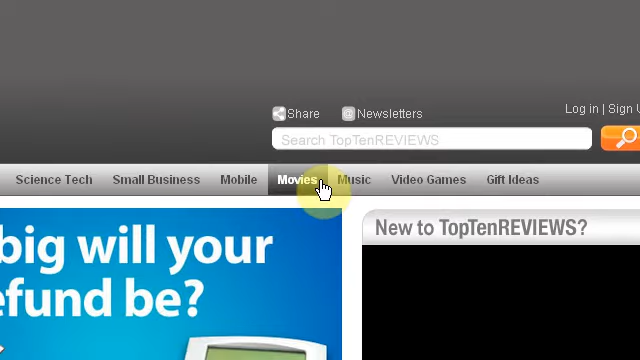 Log in | Sign U
Share @ Newsletters
Search TopTenREVIEWS
Science Tech Small Business Mobile Movies Music Video Games Gift Ideas
big will your
efund be?
New to TopTenREVIEWS?